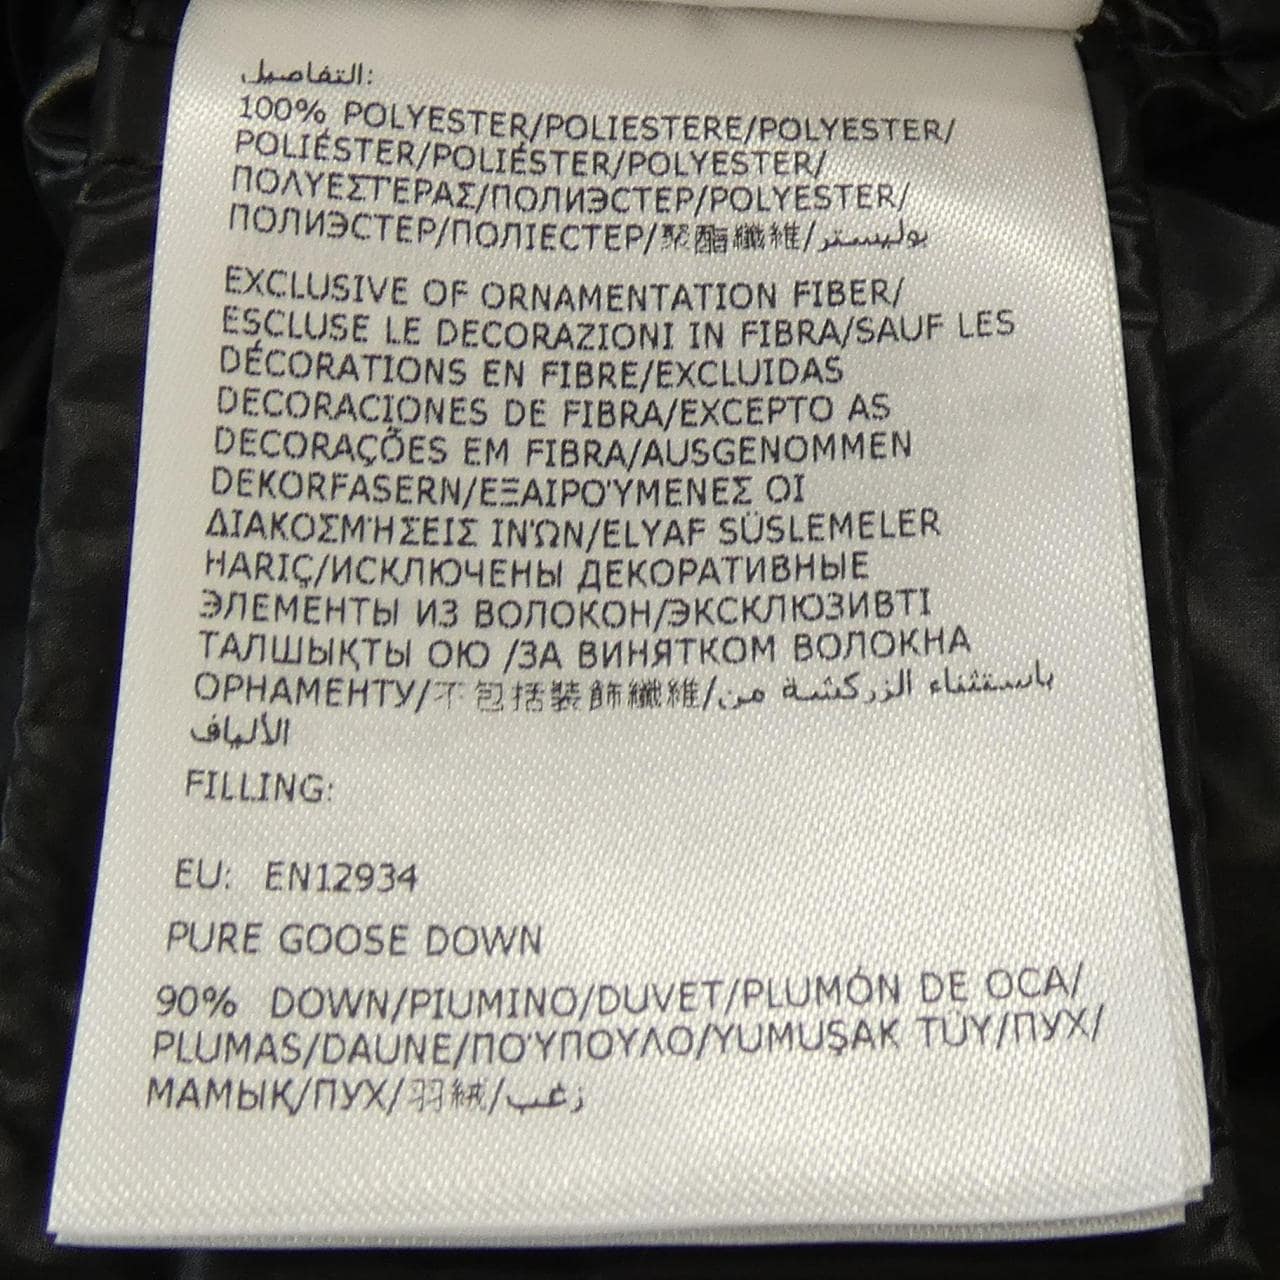 التفاصيل:
100% POLYESTER/POLIESTERE/POLYESTER/
POLIÉSTER/POLIÉSTER/POLYESTER/
ΠΟΛΥΕΣΤΕΡΑΣ/ПОЛИЭСТЕР/POLYESTER/
ПОЛИЭСТЕР/ПОЛІЕСТЕР/聚酯纖維/بوليستر
EXCLUSIVE OF ORNAMENTATION FIBER/
ESCLUSE LE DECORAZIONI IN FIBRA/SAUF LES
DÉCORATIONS EN FIBRE/EXCLUIDAS
DECORACIONES DE FIBRA/EXCEPTO AS
DECORAÇÕES EM FIBRA/AUSGENOMMEN
DEKORFASERN/ΕΞΑΙΡΟΎΜΕΝΕΣ ΟΙ
ΔΙΑΚΟΣΜΉΣΕΙΣ ΙΝΏΝ/ELYAF SÜSLEMELER
HARIÇ/ИСКЛЮЧЕНЫ ДЕКОРАТИВНЫЕ
ЭЛЕМЕНТЫ ИЗ ВОЛОКОН/ЭКСКЛЮЗИВТІ
ТАЛШЫҚТЫ ОЮ /ЗА ВИНЯТКОМ ВОЛОКНА
ОРНАМЕНТУ/不包括裝飾纖維/باستثناء الزركشة من
الألياف
FILLING:
EU: EN12934
PURE GOOSE DOWN
90% DOWN/PIUMINO/DUVET/PLUMÓN DE OCA/
PLUMAS/DAUNE/ΠΟΎΠΟΥΛΟ/YUMUŞAK TÜY/ПУХ/
МАМЫҚ/ПУХ/羽絨/زغب